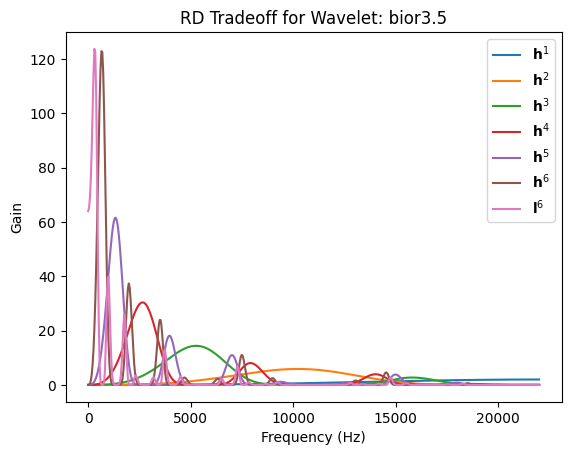 RD Tradeoff for Wavelet: bior3.5
Gain
120
100
80
60
40
20
0
0 5000 10000 15000 20000
Frequency (Hz)
h¹
h²
h³
h⁴
h⁵
h⁶
l⁶